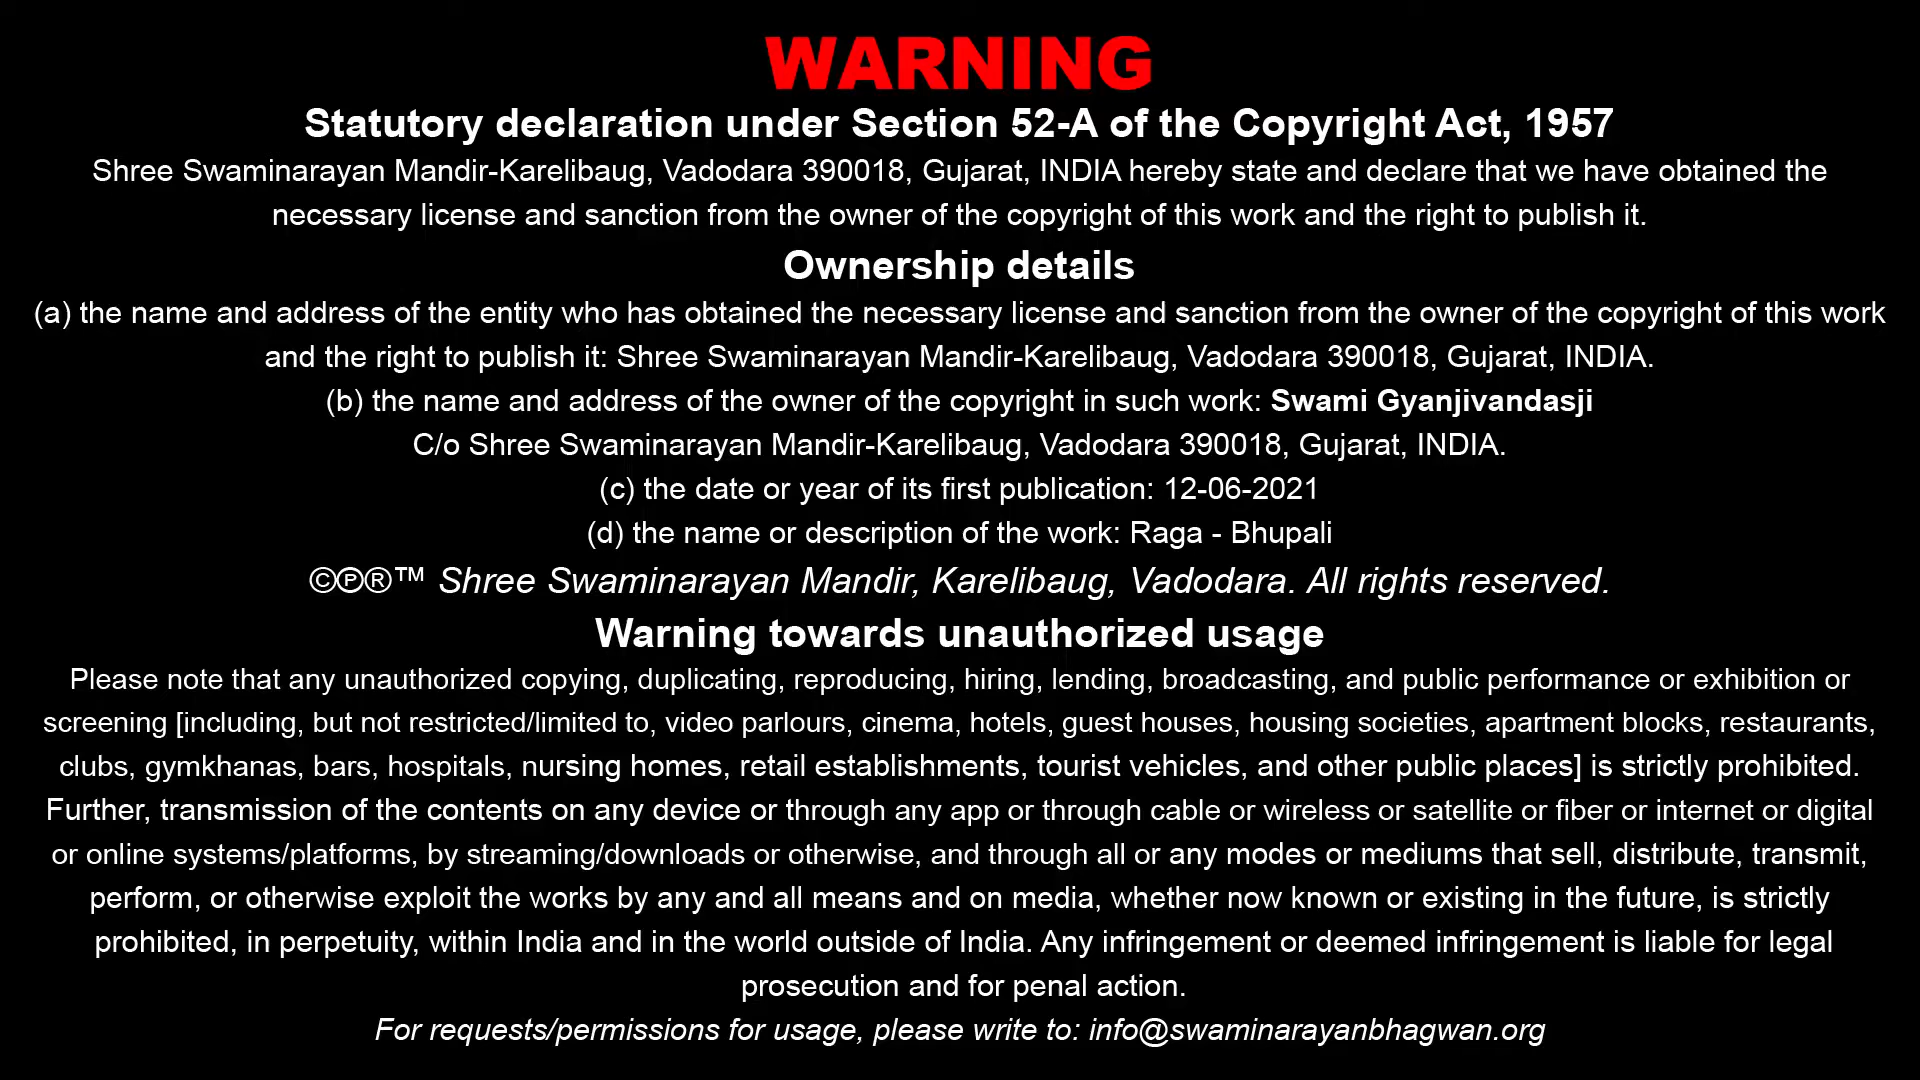 WARNING
Statutory declaration under Section 52-A of the Copyright Act, 1957
Shree Swaminarayan Mandir-Karelibaug, Vadodara 390018, Gujarat, INDIA hereby state and declare that we have obtained the
necessary license and sanction from the owner of the copyright of this work and the right to publish it.
Ownership details
(a) the name and address of the entity who has obtained the necessary license and sanction from the owner of the copyright of this work
and the right to publish it: Shree Swaminarayan Mandir-Karelibaug, Vadodara 390018, Gujarat, INDIA.
(b) the name and address of the owner of the copyright in such work: Swami Gyanjivandasji
C/o Shree Swaminarayan Mandir-Karelibaug, Vadodara 390018, Gujarat, INDIA.
(c) the date or year of its first publication: 12-06-2021
(d) the name or description of the work: Raga - Bhupali
©℗®™ Shree Swaminarayan Mandir, Karelibaug, Vadodara. All rights reserved.
Warning towards unauthorized usage
Please note that any unauthorized copying, duplicating, reproducing, hiring, lending, broadcasting, and public performance or exhibition or
screening [including, but not restricted/limited to, video parlours, cinema, hotels, guest houses, housing societies, apartment blocks, restaurants,
clubs, gymkhanas, bars, hospitals, nursing homes, retail establishments, tourist vehicles, and other public places] is strictly prohibited.
Further, transmission of the contents on any device or through any app or through cable or wireless or satellite or fiber or internet or digital
or online systems/platforms, by streaming/downloads or otherwise, and through all or any modes or mediums that sell, distribute, transmit,
perform, or otherwise exploit the works by any and all means and on media, whether now known or existing in the future, is strictly
prohibited, in perpetuity, within India and in the world outside of India. Any infringement or deemed infringement is liable for legal
prosecution and for penal action.
For requests/permissions for usage, please write to: info@swaminarayanbhagwan.org